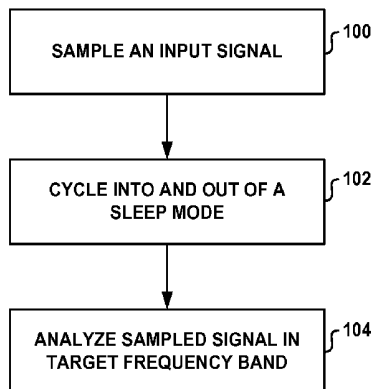 100
SAMPLE AN INPUT SIGNAL
102
CYCLE INTO AND OUT OF A
SLEEP MODE
104
ANALYZE SAMPLED SIGNAL IN
TARGET FREQUENCY BAND